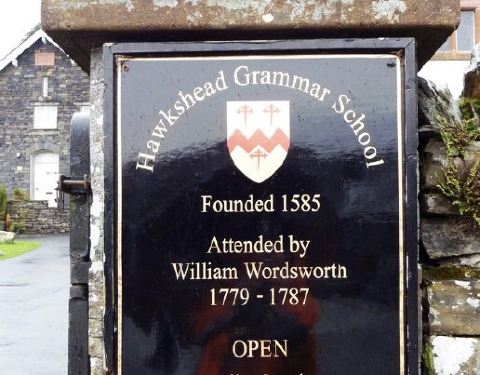 Hawkshead Grammar School
Founded 1585
Attended by
William Wordsworth
1779 - 1787
OPEN